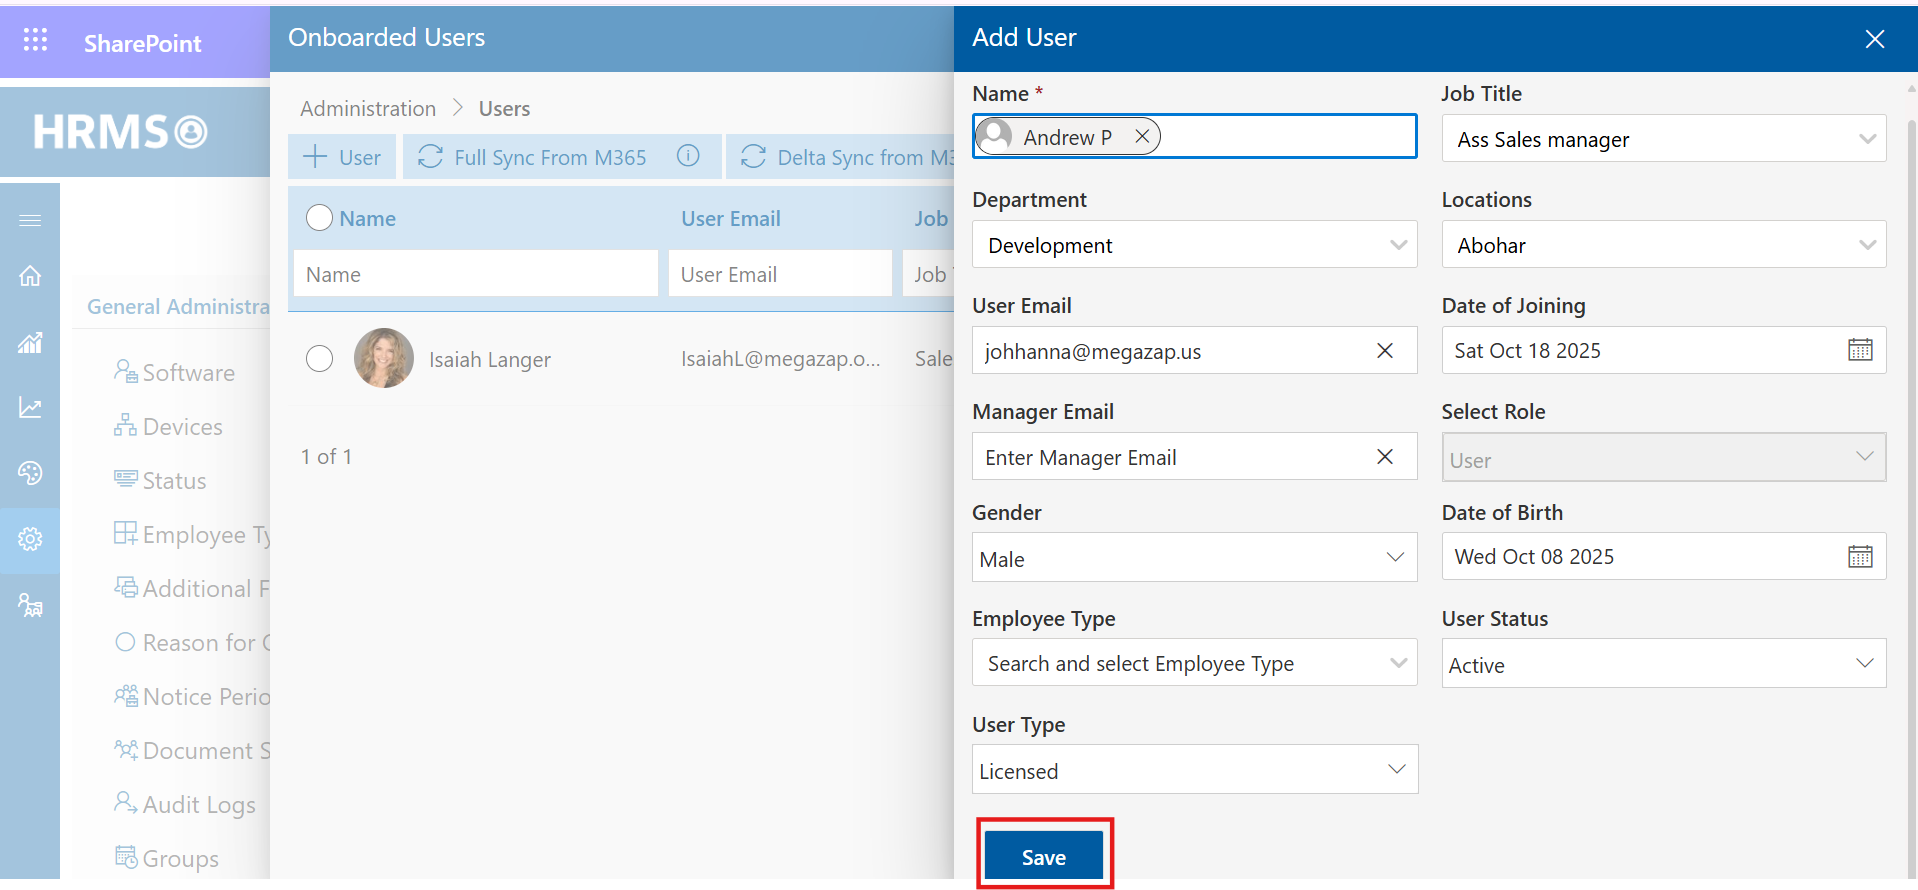 SharePoint
HRMS
General Administra
Software
Devices
Status
Employee Ty
Additional F
Reason for
Notice Perio
Document S
Audit Logs
Groups
Onboarded Users
Administration > Users
User
Full Sync From M365
Delta Sync from M3
Name User Email Job
Name User Email Job
Isaiah Langer IsaiahL@megazap.o... Sale
1 of 1
Add User
Name * Job Title
Andrew P Ass Sales manager
Department Locations
Development Abohar
User Email Date of Joining
johhanna@megazap.us Sat Oct 18 2025
Manager Email Select Role
Enter Manager Email User
Gender Date of Birth
Male Wed Oct 08 2025
Employee Type User Status
Search and select Employee Type Active
User Type
Licensed
Save